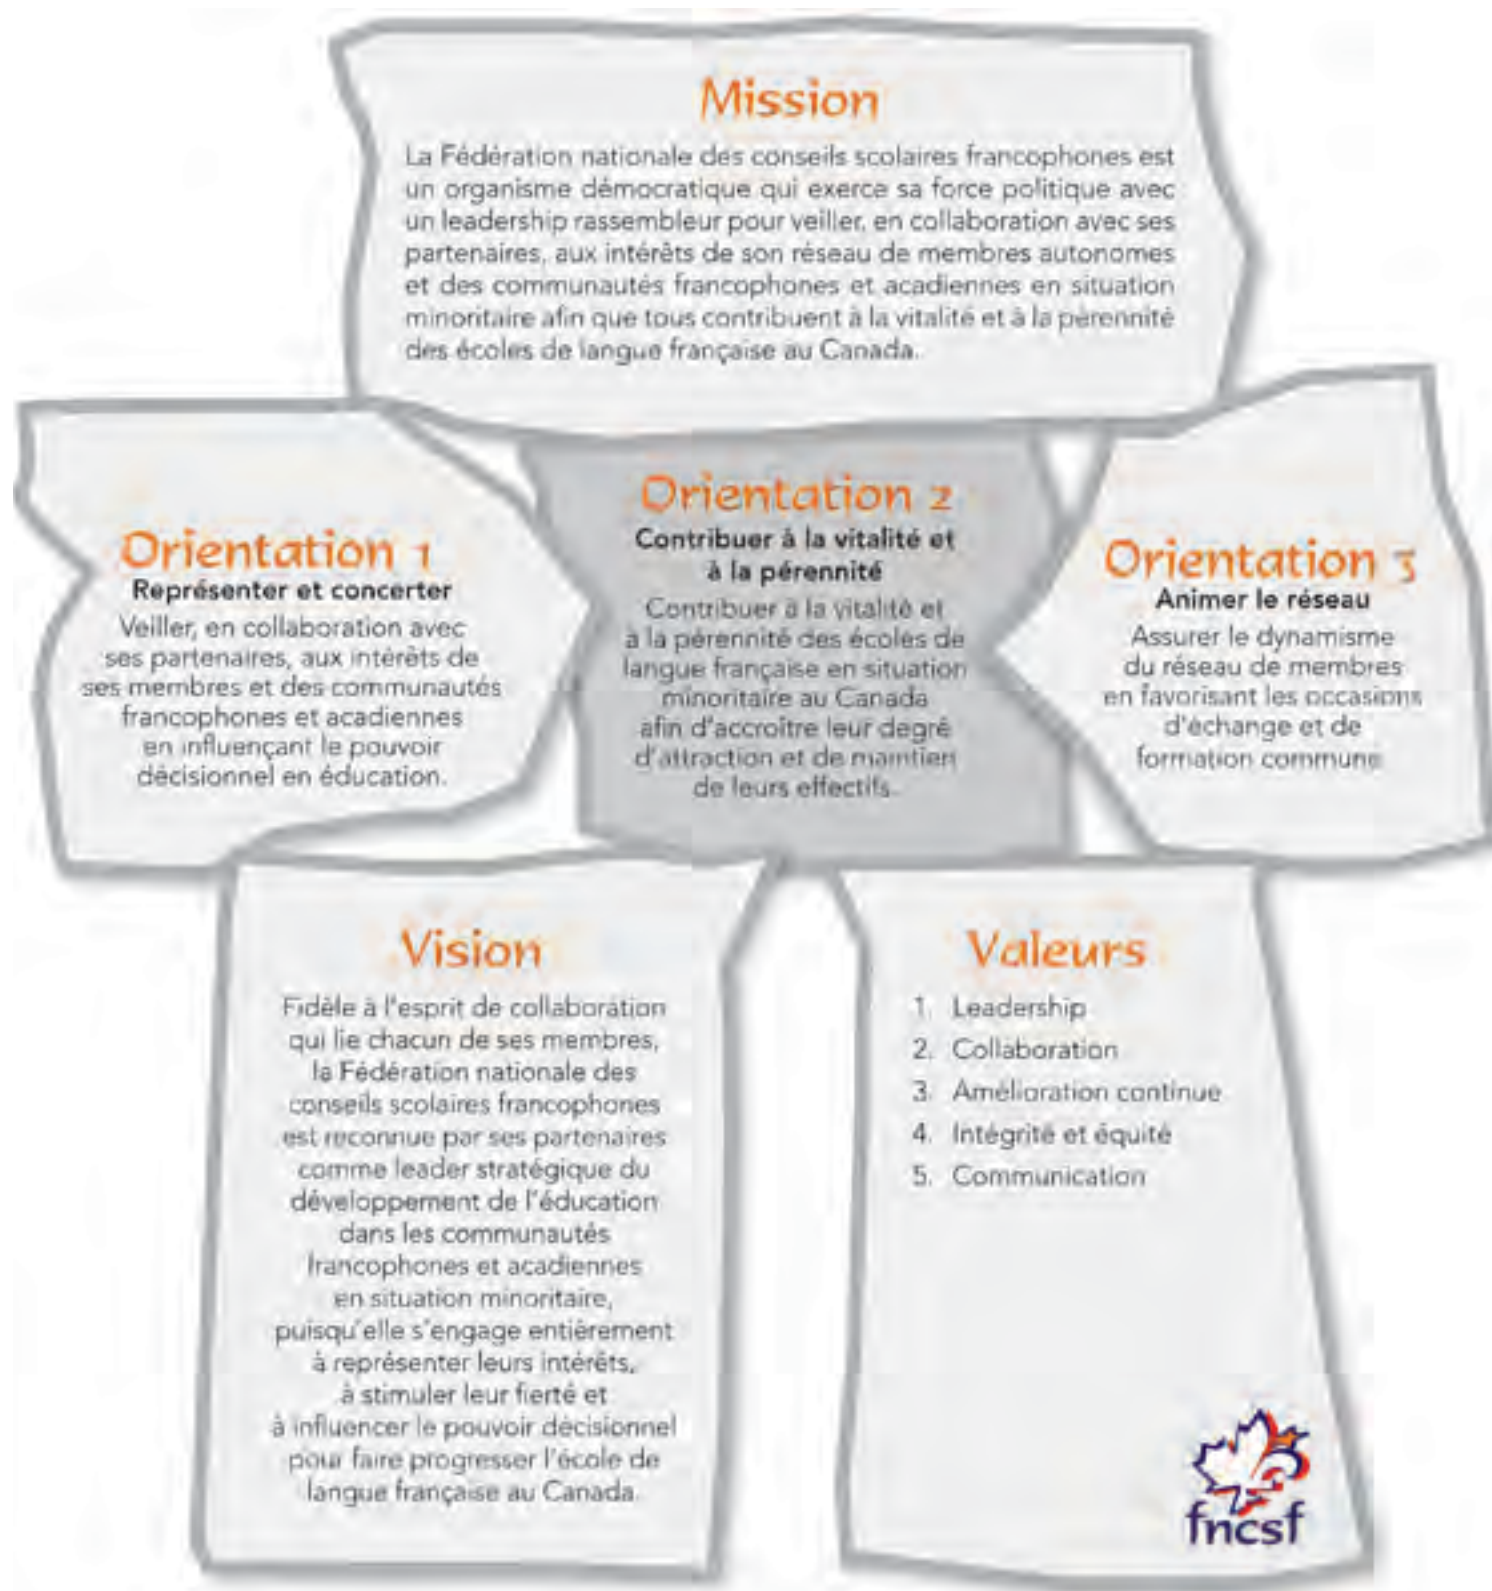 Mission
La Fédération nationale des conseils scolaires francophones est
un organisme démocratique qui exerce sa force politique avec
un leadership rassembleur pour veiller, en collaboration avec ses
partenaires, aux intérêts de son réseau de membres autonomes
et des communautés francophones et acadiennes en situation
minoritaire afin que tous contribuent à la vitalité et à la pérennité
des écoles de langue française au Canada.
Orientation 1
Représenter et concerter
Veiller, en collaboration avec
ses partenaires, aux intérêts de
ses membres et des communautés
francophones et acadiennes
en influençant le pouvoir
décisionnel en éducation.
Orientation 2
Contribuer à la vitalité et
à la pérennité
Contribuer à la vitalité et
à la pérennité des écoles de
langue française en situation
minoritaire au Canada
afin d'accroître leur degré
d'attraction et de maintien
de leurs effectifs.
Orientation 3
Animer le réseau
Assurer le dynamisme
du réseau de membres
en favorisant les occasions
d'échange et de
formation commune.
Vision
Fidèle à l'esprit de collaboration
qui lie chacun de ses membres,
la Fédération nationale des
conseils scolaires francophones
est reconnue par ses partenaires
comme leader stratégique du
développement de l'éducation
dans les communautés
francophones et acadiennes
en situation minoritaire,
puisqu'elle s'engage entièrement
à représenter leurs intérêts,
à stimuler leur fierté et
à influencer le pouvoir décisionnel
pour faire progresser l'école de
langue française au Canada.
Valeurs
1. Leadership
2. Collaboration
3. Amélioration continue
4. Intégrité et équité
5. Communication
fncsf